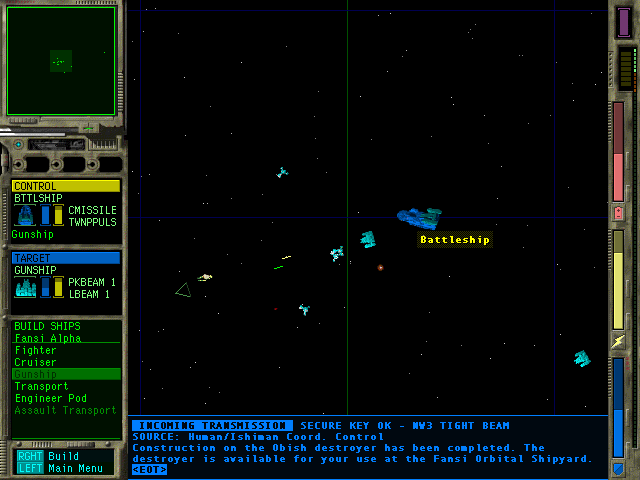 CONTROL
BTTLSHIP
CMISSILE
TWNPPULS
Gunship
TARGET
GUNSHIP
PKBEAM 1
LBEAM 1
BUILD SHIPS
Fansi Alpha
Fighter
Cruiser
Gunship
Transport
Engineer Pod
Assault Transport
RGHT Build
LEFT Main Menu
Battleship
INCOMING TRANSMISSION SECURE KEY OK - NW3 TIGHT BEAM
SOURCE: Human/Ishiman Coord. Control
Construction on the Obish destroyer has been completed. The
destroyer is available for your use at the Fansi Orbital Shipyard.
<EOT>